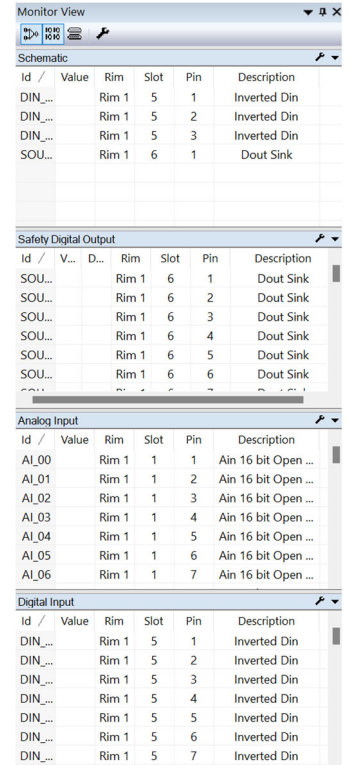 Monitor View
Schematic
Id / Value Rim Slot Pin Description
DIN_... Rim 1 5 1 Inverted Din
DIN_... Rim 1 5 2 Inverted Din
DIN_... Rim 1 5 3 Inverted Din
SOU... Rim 1 6 1 Dout Sink
Safety Digital Output
Id / V... D... Rim Slot Pin Description
SOU... Rim 1 6 1 Dout Sink
SOU... Rim 1 6 2 Dout Sink
SOU... Rim 1 6 3 Dout Sink
SOU... Rim 1 6 4 Dout Sink
SOU... Rim 1 6 5 Dout Sink
SOU... Rim 1 6 6 Dout Sink
Analog Input
Id / Value Rim Slot Pin Description
AI_00 Rim 1 1 1 Ain 16 bit Open ...
AI_01 Rim 1 1 2 Ain 16 bit Open ...
AI_02 Rim 1 1 3 Ain 16 bit Open ...
AI_03 Rim 1 1 4 Ain 16 bit Open ...
AI_04 Rim 1 1 5 Ain 16 bit Open ...
AI_05 Rim 1 1 6 Ain 16 bit Open ...
AI_06 Rim 1 1 7 Ain 16 bit Open ...
Digital Input
Id / Value Rim Slot Pin Description
DIN_... Rim 1 5 1 Inverted Din
DIN_... Rim 1 5 2 Inverted Din
DIN_... Rim 1 5 3 Inverted Din
DIN_... Rim 1 5 4 Inverted Din
DIN_... Rim 1 5 5 Inverted Din
DIN_... Rim 1 5 6 Inverted Din
DIN_... Rim 1 5 7 Inverted Din